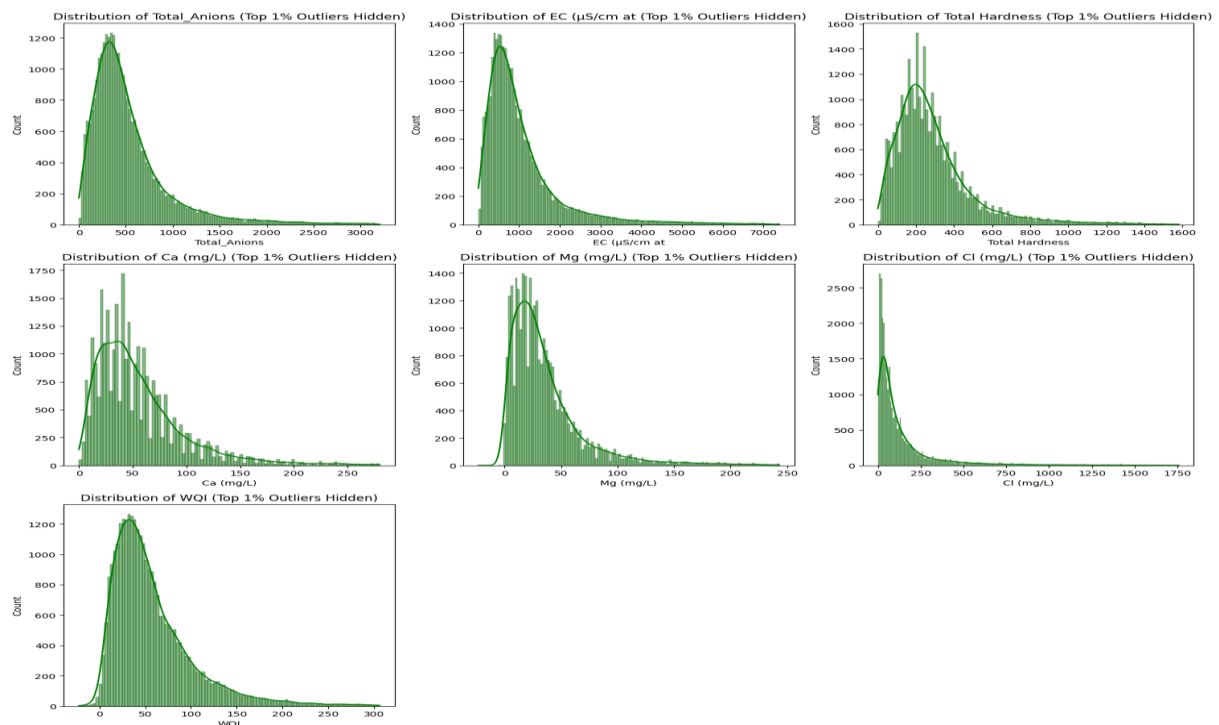 Distribution of Total_Anions (Top 1% Outliers Hidden)
1200
1000
800
600
400
200
0
Count
0 500 1000 1500 2000 2500 3000
Total_Anions
Distribution of EC (µS/cm at (Top 1% Outliers Hidden)
1400
1200
1000
800
600
400
200
0
Count
0 1000 2000 3000 4000 5000 6000 7000
EC (µS/cm at
Distribution of Total Hardness (Top 1% Outliers Hidden)
1600
1400
1200
1000
800
600
400
200
0
Count
0 200 400 600 800 1000 1200 1400 1600
Total Hardness
Distribution of Ca (mg/L) (Top 1% Outliers Hidden)
1750
1500
1250
1000
750
500
250
0
Count
0 50 100 150 200 250
Ca (mg/L)
Distribution of Mg (mg/L) (Top 1% Outliers Hidden)
1400
1200
1000
800
600
400
200
0
Count
0 50 100 150 200 250
Mg (mg/L)
Distribution of Cl (mg/L) (Top 1% Outliers Hidden)
2500
2000
1500
1000
500
0
Count
0 250 500 750 1000 1250 1500 1750
Cl (mg/L)
Distribution of WQI (Top 1% Outliers Hidden)
1200
1000
800
600
400
200
0
Count
0 50 100 150 200 250 300
WQI